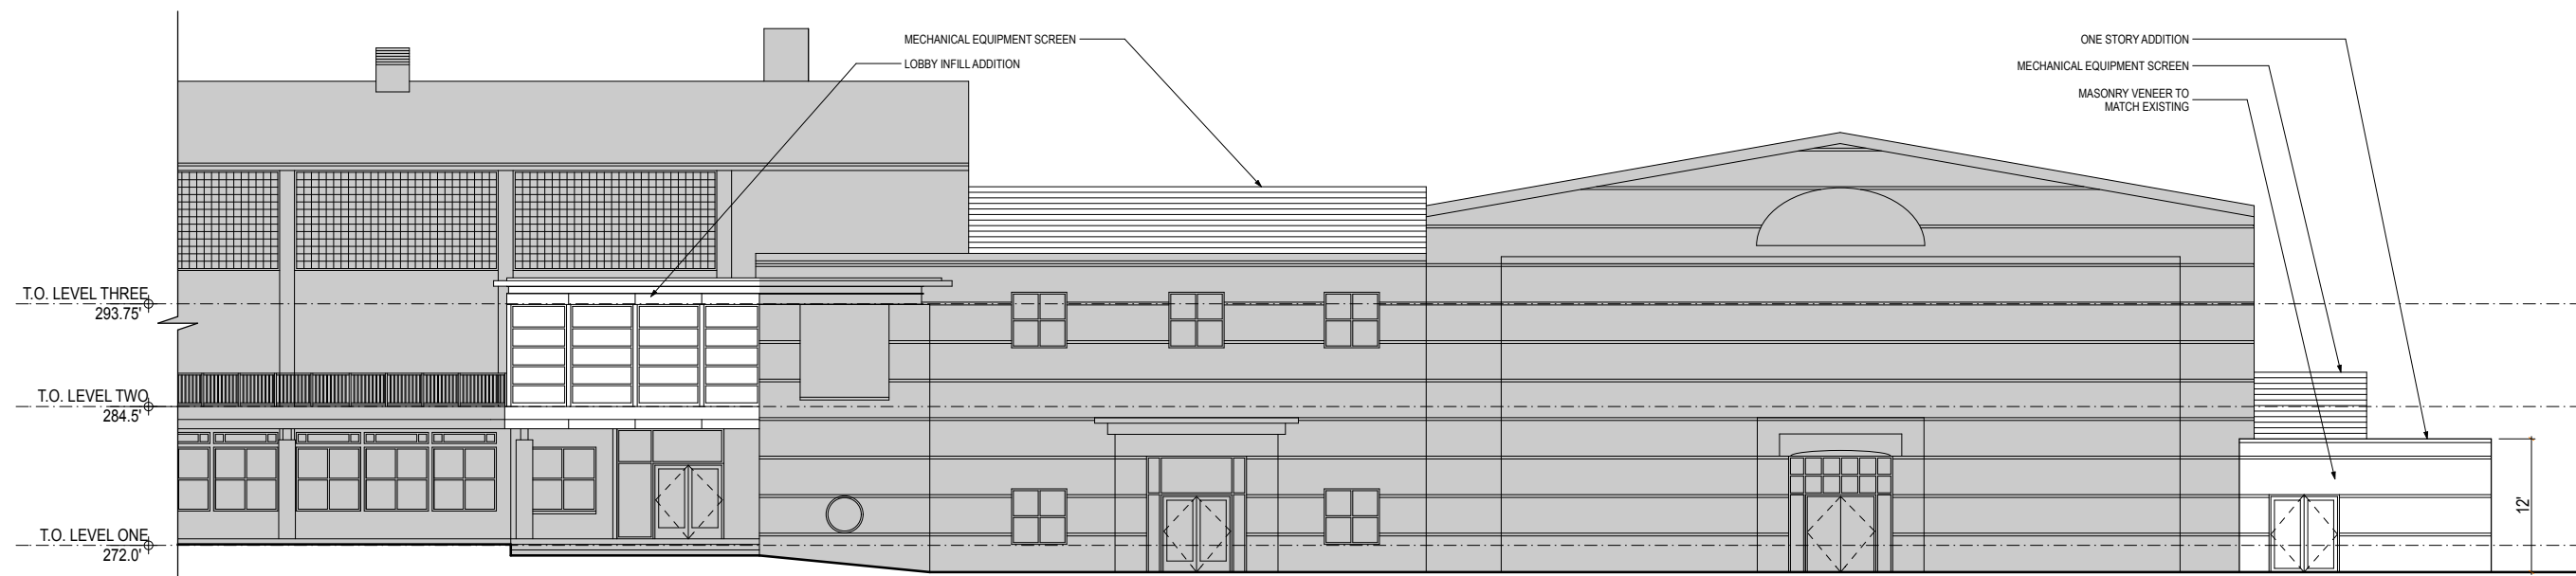 MECHANICAL EQUIPMENT SCREEN
LOBBY INFILL ADDITION
ONE STORY ADDITION
MECHANICAL EQUIPMENT SCREEN
MASONRY VENEER TO
MATCH EXISTING
T.O. LEVEL THREE
293.75'
T.O. LEVEL TWO
284.5'
T.O. LEVEL ONE
272.0'
12'